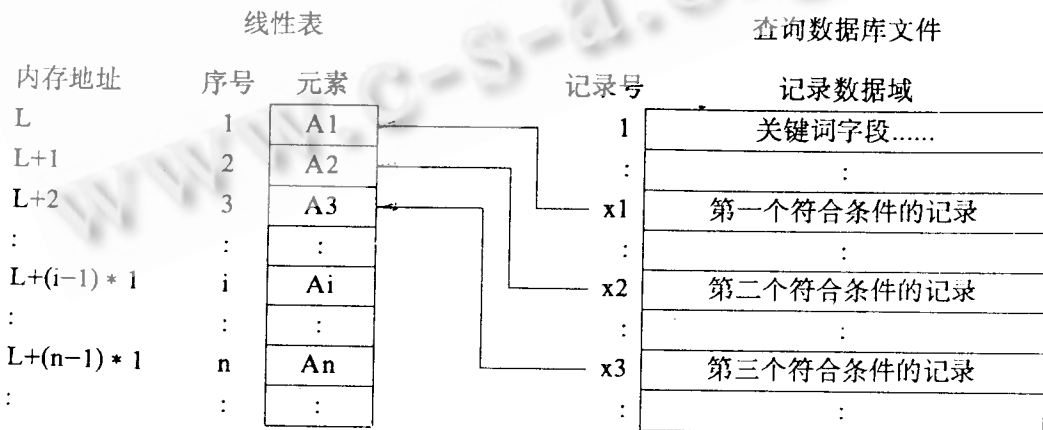 线性表 查询数据库文件
内存地址 序号 元素 记录号 记录数据域
L 1 A1 1 关键词字段……
L+1 2 A2 : :
L+2 3 A3 x1 第一个符合条件的记录
: : : : :
L+(i-1) * 1 i Ai x2 第二个符合条件的记录
: : : : :
L+(n-1) * 1 n An x3 第三个符合条件的记录
: : : : :